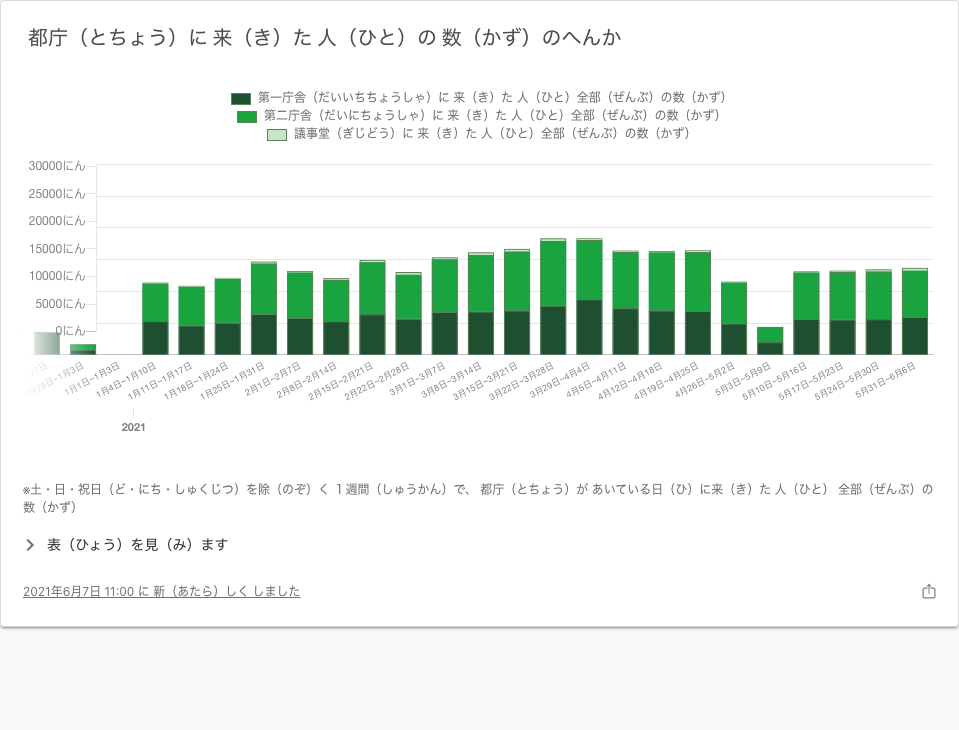 都庁（とちょう）に 来（き）た 人（ひと）の 数（かず）のへんか
第一庁舎（だいいちちょうしゃ）に 来（き）た 人（ひと）全部（ぜんぶ）の数（かず）
第二庁舎（だいにちょうしゃ）に 来（き）た 人（ひと）全部（ぜんぶ）の数（かず）
議事堂（ぎじどう）に 来（き）た 人（ひと）全部（ぜんぶ）の数（かず）
30000にん
25000にん
20000にん
15000にん
10000にん
5000にん
0にん
月28日~1月3日
1月1日~1月3日
1月4日~1月10日
1月11日~1月17日
1月18日~1月24日
1月25日~1月31日
2月1日~2月7日
2月8日~2月14日
2月15日~2月21日
2月22日~2月28日
3月1日~3月7日
3月8日~3月14日
3月15日~3月21日
3月22日~3月28日
3月29日~4月4日
4月5日~4月11日
4月12日~4月18日
4月19日~4月25日
4月26日~5月2日
5月3日~5月9日
5月10日~5月16日
5月17日~5月23日
5月24日~5月30日
5月31日~6月6日
2021
※土・日・祝日（ど・にち・しゅくじつ）を除（のぞ）く １週間（しゅうかん）で、 都庁（とちょう）が あいている日（ひ）に来（き）た 人（ひと） 全部（ぜんぶ）の
数（かず）
表（ひょう）を見（み）ます
2021年6月7日 11:00 に 新（あたら）しく しました